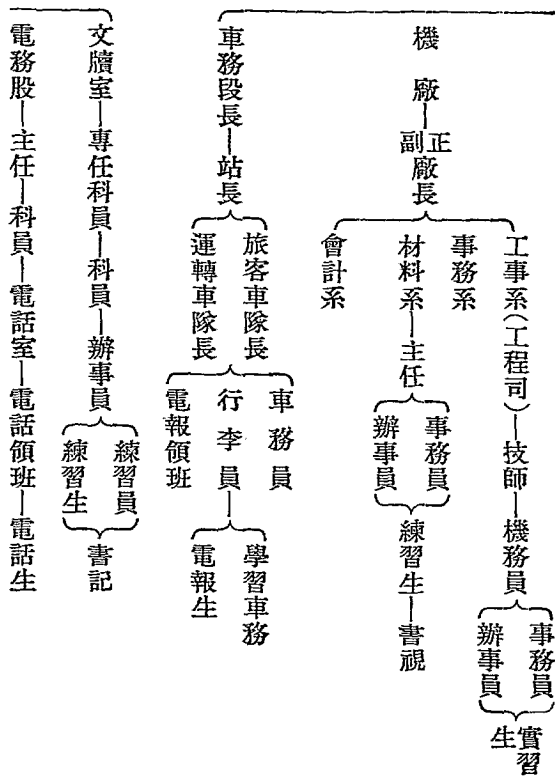 機廠—正副廠長
工事系(工程司)—技師—機務員
事務員
辦事員
實習生
事務系
材料系—主任
事務員
辦事員
練習生—書視
會計系
車務段長—站長
旅客車隊長
運轉車隊長
車務員
行李員
電報領班
學習車務
電報生
文牘室—專任科員—科員—辦事員
練習員
練習生
書記
電務股—主任—科員—電話室—電話領班—電話生